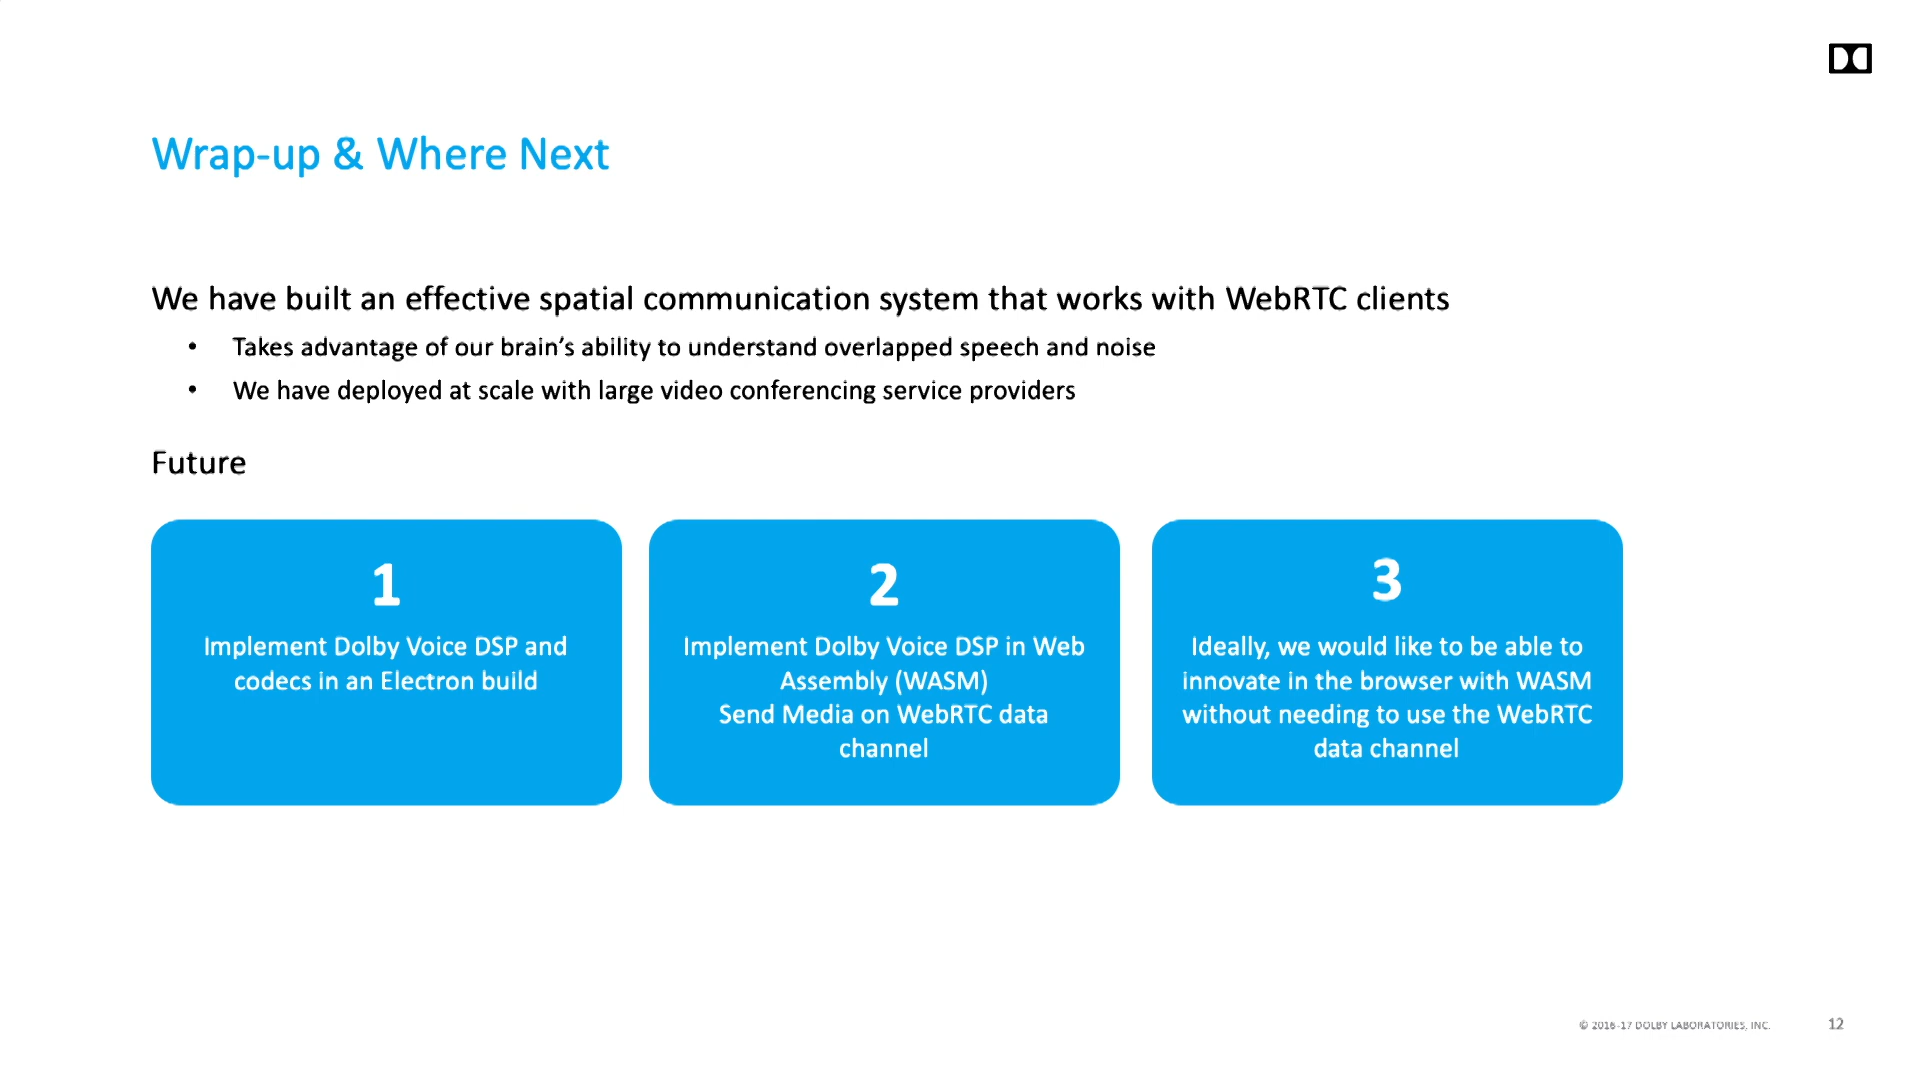 Wrap-up & Where Next
We have built an effective spatial communication system that works with WebRTC clients
• Takes advantage of our brain’s ability to understand overlapped speech and noise
• We have deployed at scale with large video conferencing service providers
Future
1
Implement Dolby Voice DSP and
codecs in an Electron build
2
Implement Dolby Voice DSP in Web
Assembly (WASM)
Send Media on WebRTC data
channel
3
Ideally, we would like to be able to
innovate in the browser with WASM
without needing to use the WebRTC
data channel
© 2016-17 DOLBY LABORATORIES, INC.
12